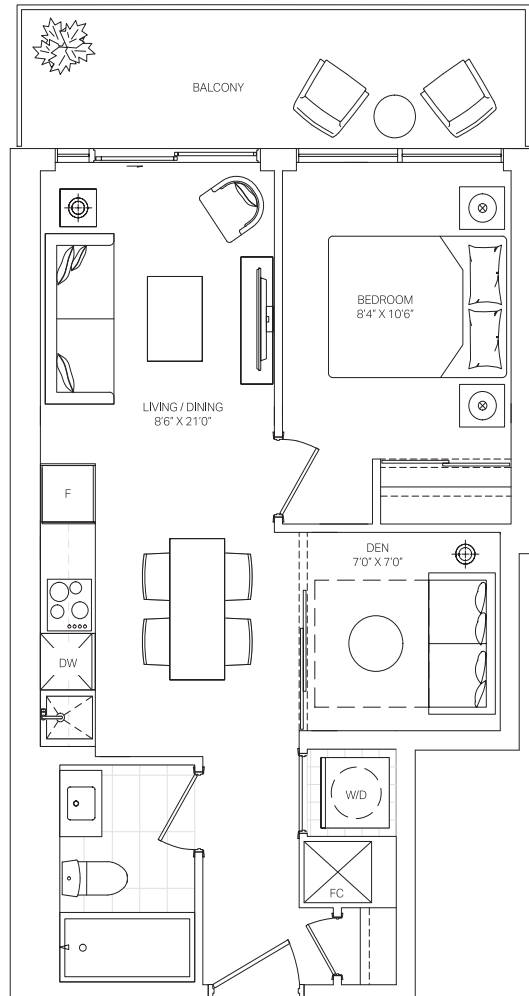 BALCONY
BEDROOM
8'4" X 10'6"
LIVING / DINING
8'6" X 21'0"
F
DEN
7'0" X 7'0"
DW
W/D
FC